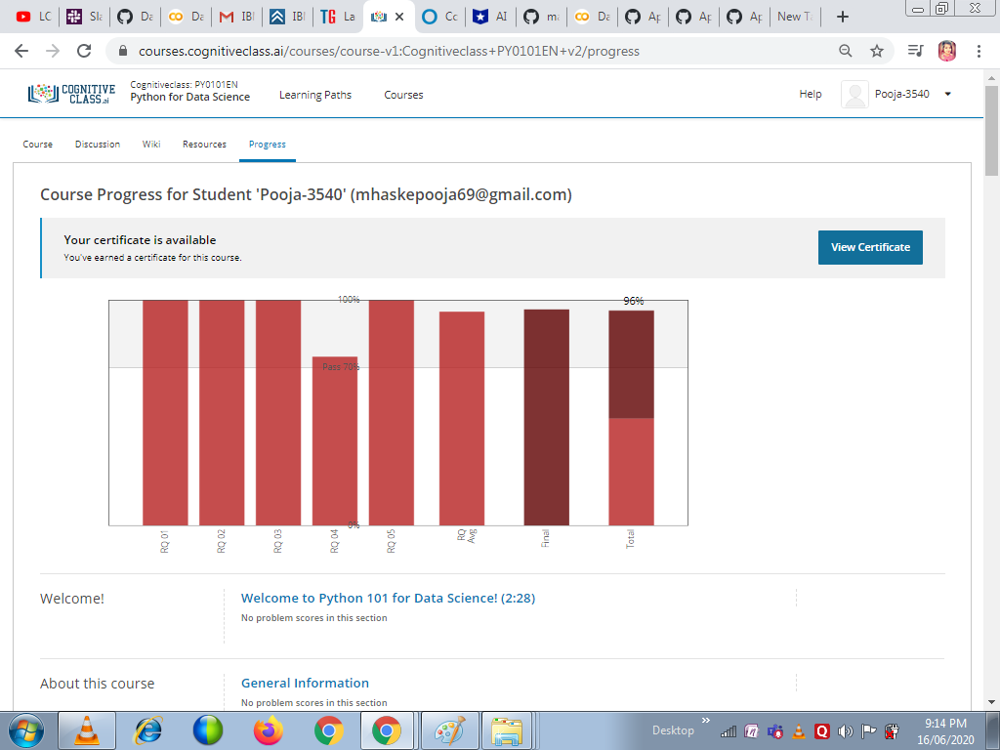 LC
Sla
Da
Da
IBI
IBI
TG La
Co
AI
ma
Da
Ap
Ap
Ap
New Ta
courses.cognitiveclass.ai/courses/course-v1:Cognitiveclass+PY0101EN+v2/progress
COGNITIVE
CLASS.ai
Cognitiveclass: PY0101EN
Python for Data Science
Learning Paths
Courses
Help
Pooja-3540
Course
Discussion
Wiki
Resources
Progress
Course Progress for Student 'Pooja-3540' (mhaskepooja69@gmail.com)
Your certificate is available
You've earned a certificate for this course.
View Certificate
100%
96%
Pass 70%
0%
RQ 01
RQ 02
RQ 03
RQ 04
RQ 05
RQ
Avg
Final
Total
Welcome!
Welcome to Python 101 for Data Science! (2:28)
No problem scores in this section
About this course
General Information
No problem scores in this section
Desktop
9:14 PM
16/06/2020